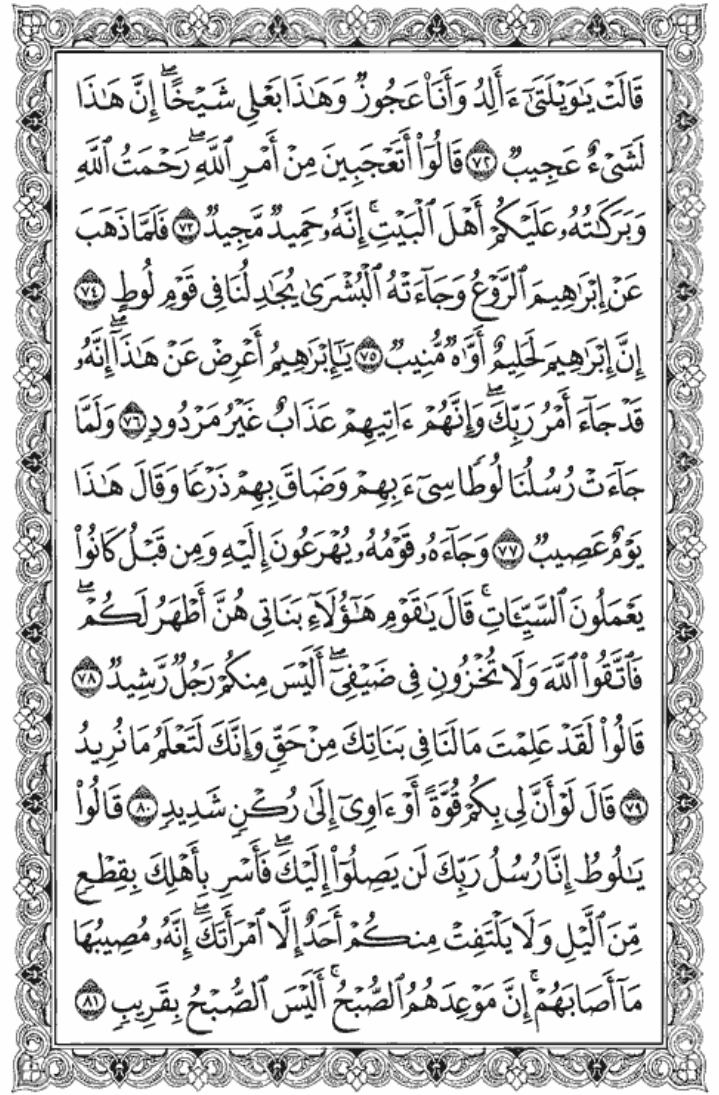 قَالَتْ يَٰوَيْلَتَىٰٓ ءَأَلِدُ وَأَنَا۠ عَجُوزٌ وَهَٰذَا بَعْلِى شَيْخًا ۖ إِنَّ هَٰذَا
لَشَىْءٌ عَجِيبٌ ٧٢ قَالُوٓا۟ أَتَعْجَبِينَ مِنْ أَمْرِ ٱللَّهِ ۖ رَحْمَتُ ٱللَّهِ
وَبَرَكَٰتُهُۥ عَلَيْكُمْ أَهْلَ ٱلْبَيْتِ ۚ إِنَّهُۥ حَمِيدٌ مَّجِيدٌ ٧٣ فَلَمَّا ذَهَبَ
عَنْ إِبْرَٰهِيمَ ٱلرَّوْعُ وَجَآءَتْهُ ٱلْبُشْرَىٰ يُجَٰدِلُنَا فِى قَوْمِ لُوطٍ ٧٤
إِنَّ إِبْرَٰهِيمَ لَحَلِيمٌ أَوَّٰهٌ مُّنِيبٌ ٧٥ يَٰٓإِبْرَٰهِيمُ أَعْرِضْ عَنْ هَٰذَآ ۖ إِنَّهُۥ
قَدْ جَآءَ أَمْرُ رَبِّكَ ۖ وَإِنَّهُمْ ءَاتِيهِمْ عَذَابٌ غَيْرُ مَرْدُودٍ ٧٦ وَلَمَّا
جَآءَتْ رُسُلُنَا لُوطًا سِىٓءَ بِهِمْ وَضَاقَ بِهِمْ ذَرْعًا وَقَالَ هَٰذَا
يَوْمٌ عَصِيبٌ ٧٧ وَجَآءَهُۥ قَوْمُهُۥ يُهْرَعُونَ إِلَيْهِ وَمِن قَبْلُ كَانُوا۟
يَعْمَلُونَ ٱلسَّيِّـَٔاتِ ۚ قَالَ يَٰقَوْمِ هَٰٓؤُلَآءِ بَنَاتِى هُنَّ أَطْهَرُ لَكُمْ ۖ
فَٱتَّقُوا۟ ٱللَّهَ وَلَا تُخْزُونِ فِى ضَيْفِىٓ ۖ أَلَيْسَ مِنكُمْ رَجُلٌ رَّشِيدٌ ٧٨
قَالُوا۟ لَقَدْ عَلِمْتَ مَا لَنَا فِى بَنَاتِكَ مِنْ حَقٍّ وَإِنَّكَ لَتَعْلَمُ مَا نُرِيدُ
٧٩ قَالَ لَوْ أَنَّ لِى بِكُمْ قُوَّةً أَوْ ءَاوِىٓ إِلَىٰ رُكْنٍ شَدِيدٍ ٨٠ قَالُوا۟
يَٰلُوطُ إِنَّا رُسُلُ رَبِّكَ لَن يَصِلُوٓا۟ إِلَيْكَ ۖ فَأَسْرِ بِأَهْلِكَ بِقِطْعٍ
مِّنَ ٱلَّيْلِ وَلَا يَلْتَفِتْ مِنكُمْ أَحَدٌ إِلَّا ٱمْرَأَتَكَ ۖ إِنَّهُۥ مُصِيبُهَا
مَآ أَصَابَهُمْ ۚ إِنَّ مَوْعِدَهُمُ ٱلصُّبْحُ ۚ أَلَيْسَ ٱلصُّبْحُ بِقَرِيبٍ ٨١